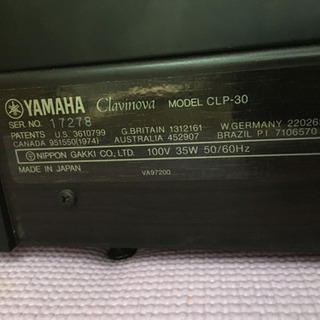 YAMAHA Clavinova MODEL CLP-30
SER NO. 17278
PATENTS U.S. 3610799 G.BRITAIN 1312161 W.GERMANY 22026
CANADA 951550(1974) AUSTRALIA 452907 BRAZIL P.I 7106570
NIPPON GAKKI CO., LTD. 100V 35W 50/60Hz
MADE IN JAPAN VA97200